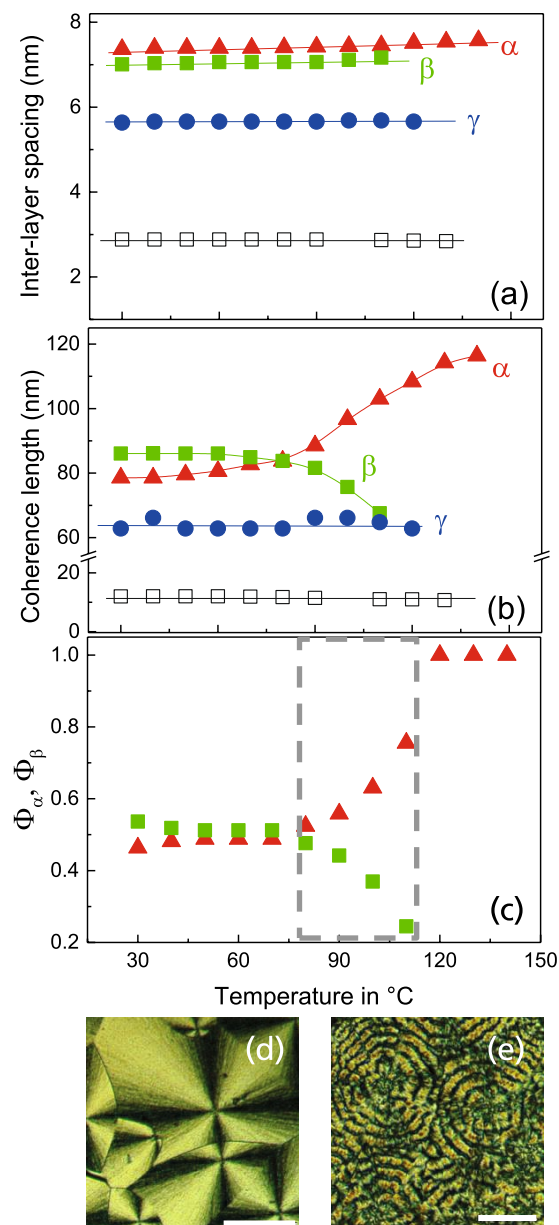 8
α
β
6
γ
4
2
Inter-layer spacing (nm)
(a)
120
α
100
80
β
60
γ
10
0
Coherence length (nm)
(b)
1.0
0.8
0.6
0.4
0.2
Φα, Φβ
(c)
30 60 90 120 150
Temperature in °C
(d) (e)